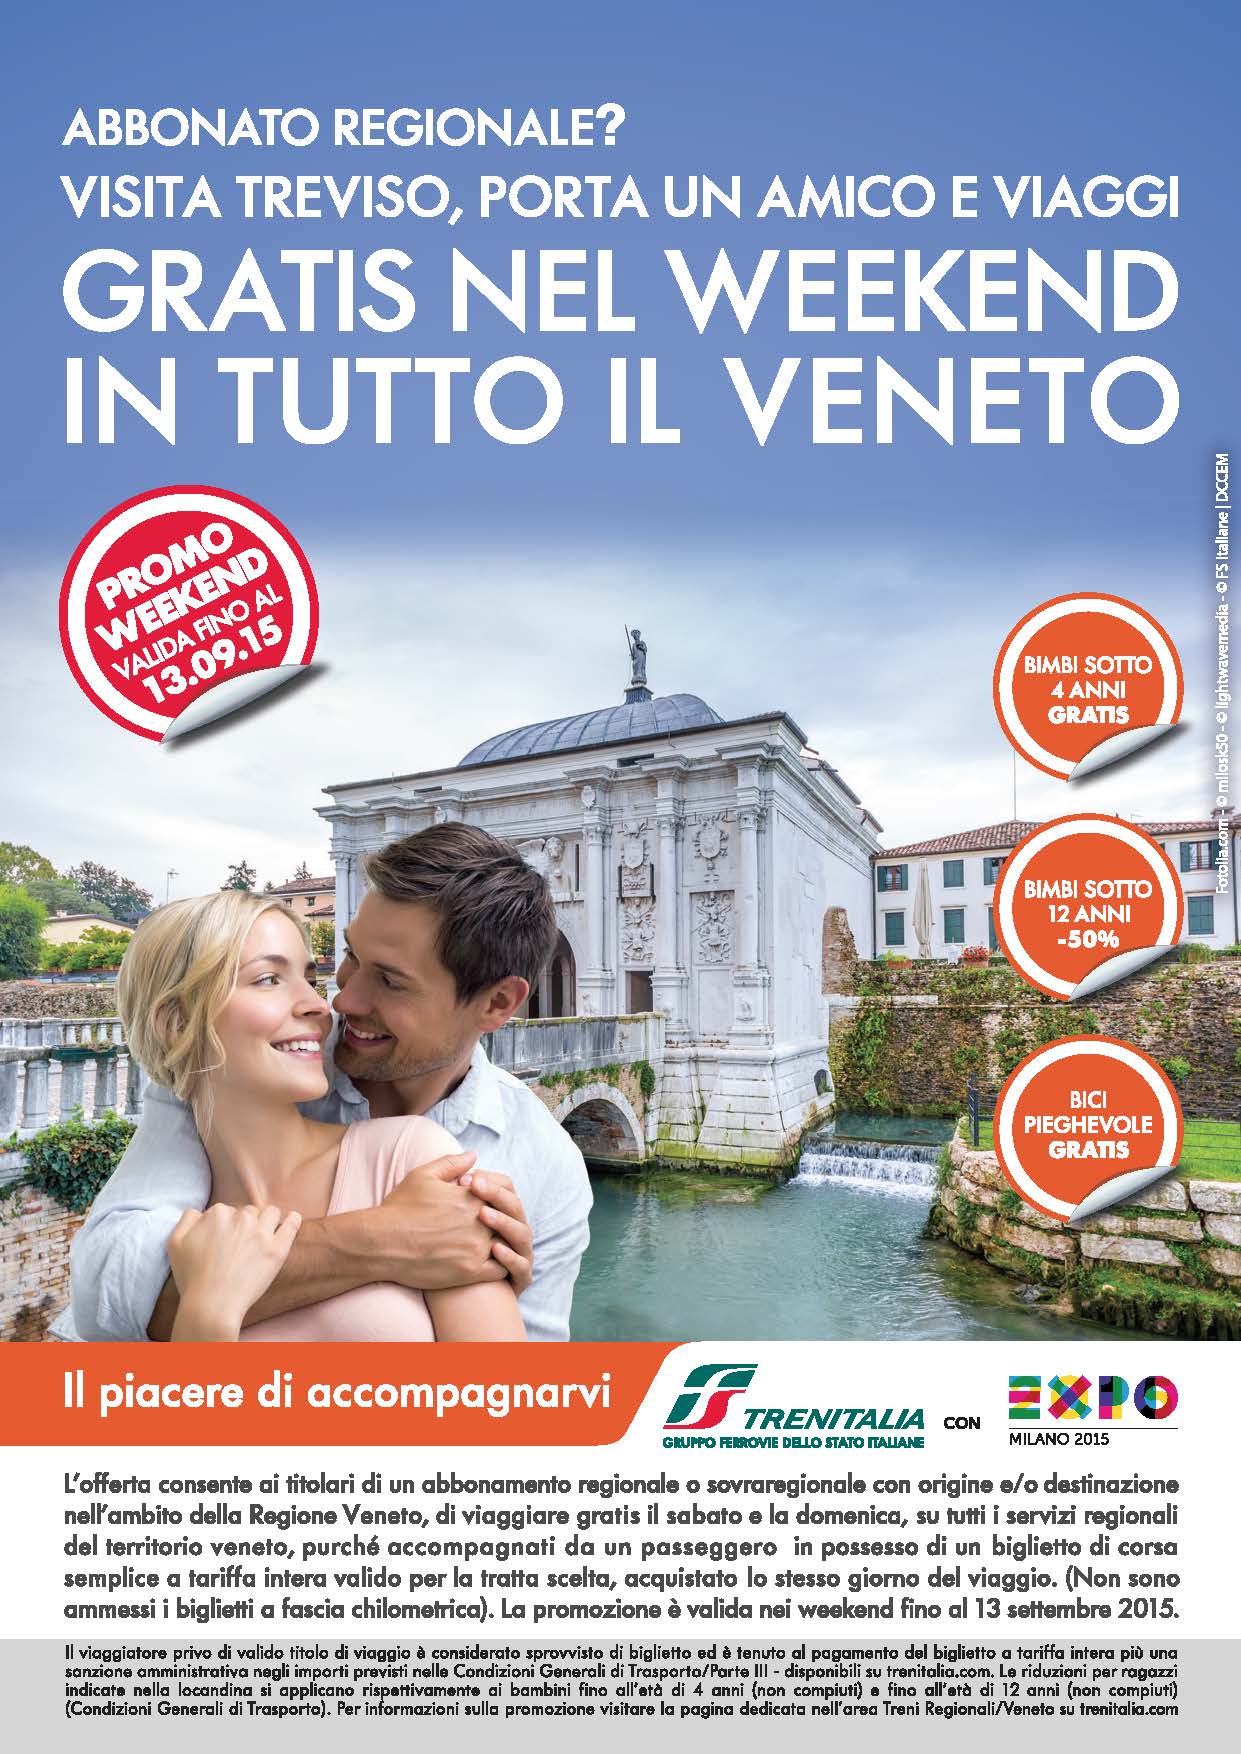 ABBONATO REGIONALE?
VISITA TREVISO, PORTA UN AMICO E VIAGGI
GRATIS NEL WEEKEND
IN TUTTO IL VENETO
PROMO
WEEKEND
VALIDA FINO AL
13.09.15
BIMBI SOTTO
4 ANNI
GRATIS
BIMBI SOTTO
12 ANNI
-50%
BICI
PIEGHEVOLE
GRATIS
Fotolia.com - © milosk50 - © lightwavemedia - © FS Italiane | DCCEM
Il piacere di accompagnarvi
TRENITALIA
GRUPPO FERROVIE DELLO STATO ITALIANE
CON
EXPO
MILANO 2015
L'offerta consente ai titolari di un abbonamento regionale o sovraregionale con origine e/o destinazione
nell'ambito della Regione Veneto, di viaggiare gratis il sabato e la domenica, su tutti i servizi regionali
del territorio veneto, purché accompagnati da un passeggero in possesso di un biglietto di corsa
semplice a tariffa intera valido per la tratta scelta, acquistato lo stesso giorno del viaggio. (Non sono
ammessi i biglietti a fascia chilometrica). La promozione è valida nei weekend fino al 13 settembre 2015.
Il viaggiatore privo di valido titolo di viaggio è considerato sprovvisto di biglietto ed è tenuto al pagamento del biglietto a tariffa intera più una
sanzione amministrativa negli importi previsti nelle Condizioni Generali di Trasporto/Parte III - disponibili su trenitalia.com. Le riduzioni per ragazzi
indicate nella locandina si applicano rispettivamente ai bambini fino all'età di 4 anni (non compiuti) e fino all'età di 12 anni (non compiuti)
(Condizioni Generali di Trasporto). Per informazioni sulla promozione visitare la pagina dedicata nell'area Treni Regionali/Veneto su trenitalia.com